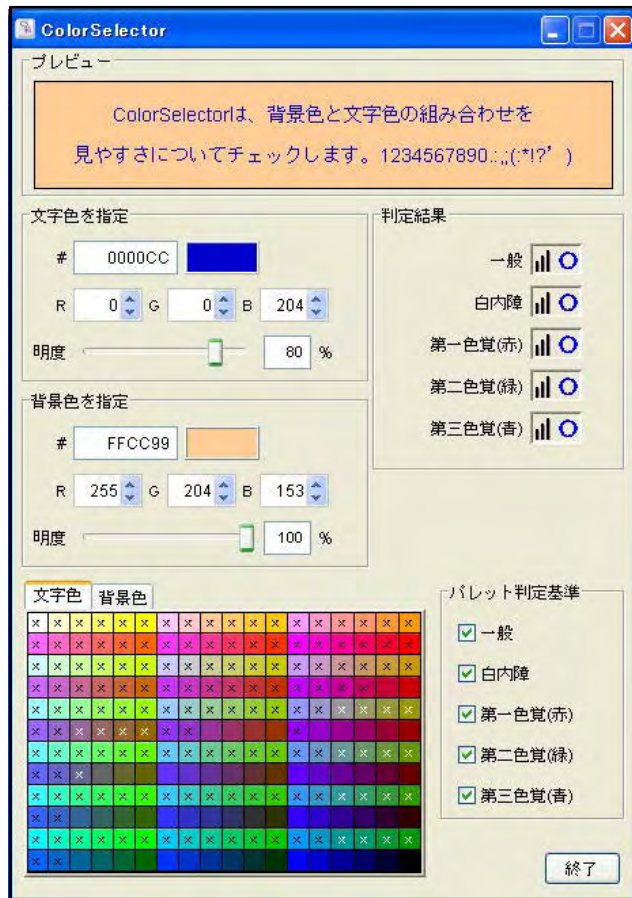 ColorSelector
プレビュー
ColorSelectorは、背景色と文字色の組み合わせを
見やすさについてチェックします。1234567890.:,;(:*!?’)
文字色を指定
# 0000CC
R 0 G 0 B 204
明度 80 %
背景色を指定
# FFCC99
R 255 G 204 B 153
明度 100 %
判定結果
一般
白内障
第一色覚(赤)
第二色覚(緑)
第三色覚(青)
文字色 背景色
パレット判定基準
一般
白内障
第一色覚(赤)
第二色覚(緑)
第三色覚(青)
終了